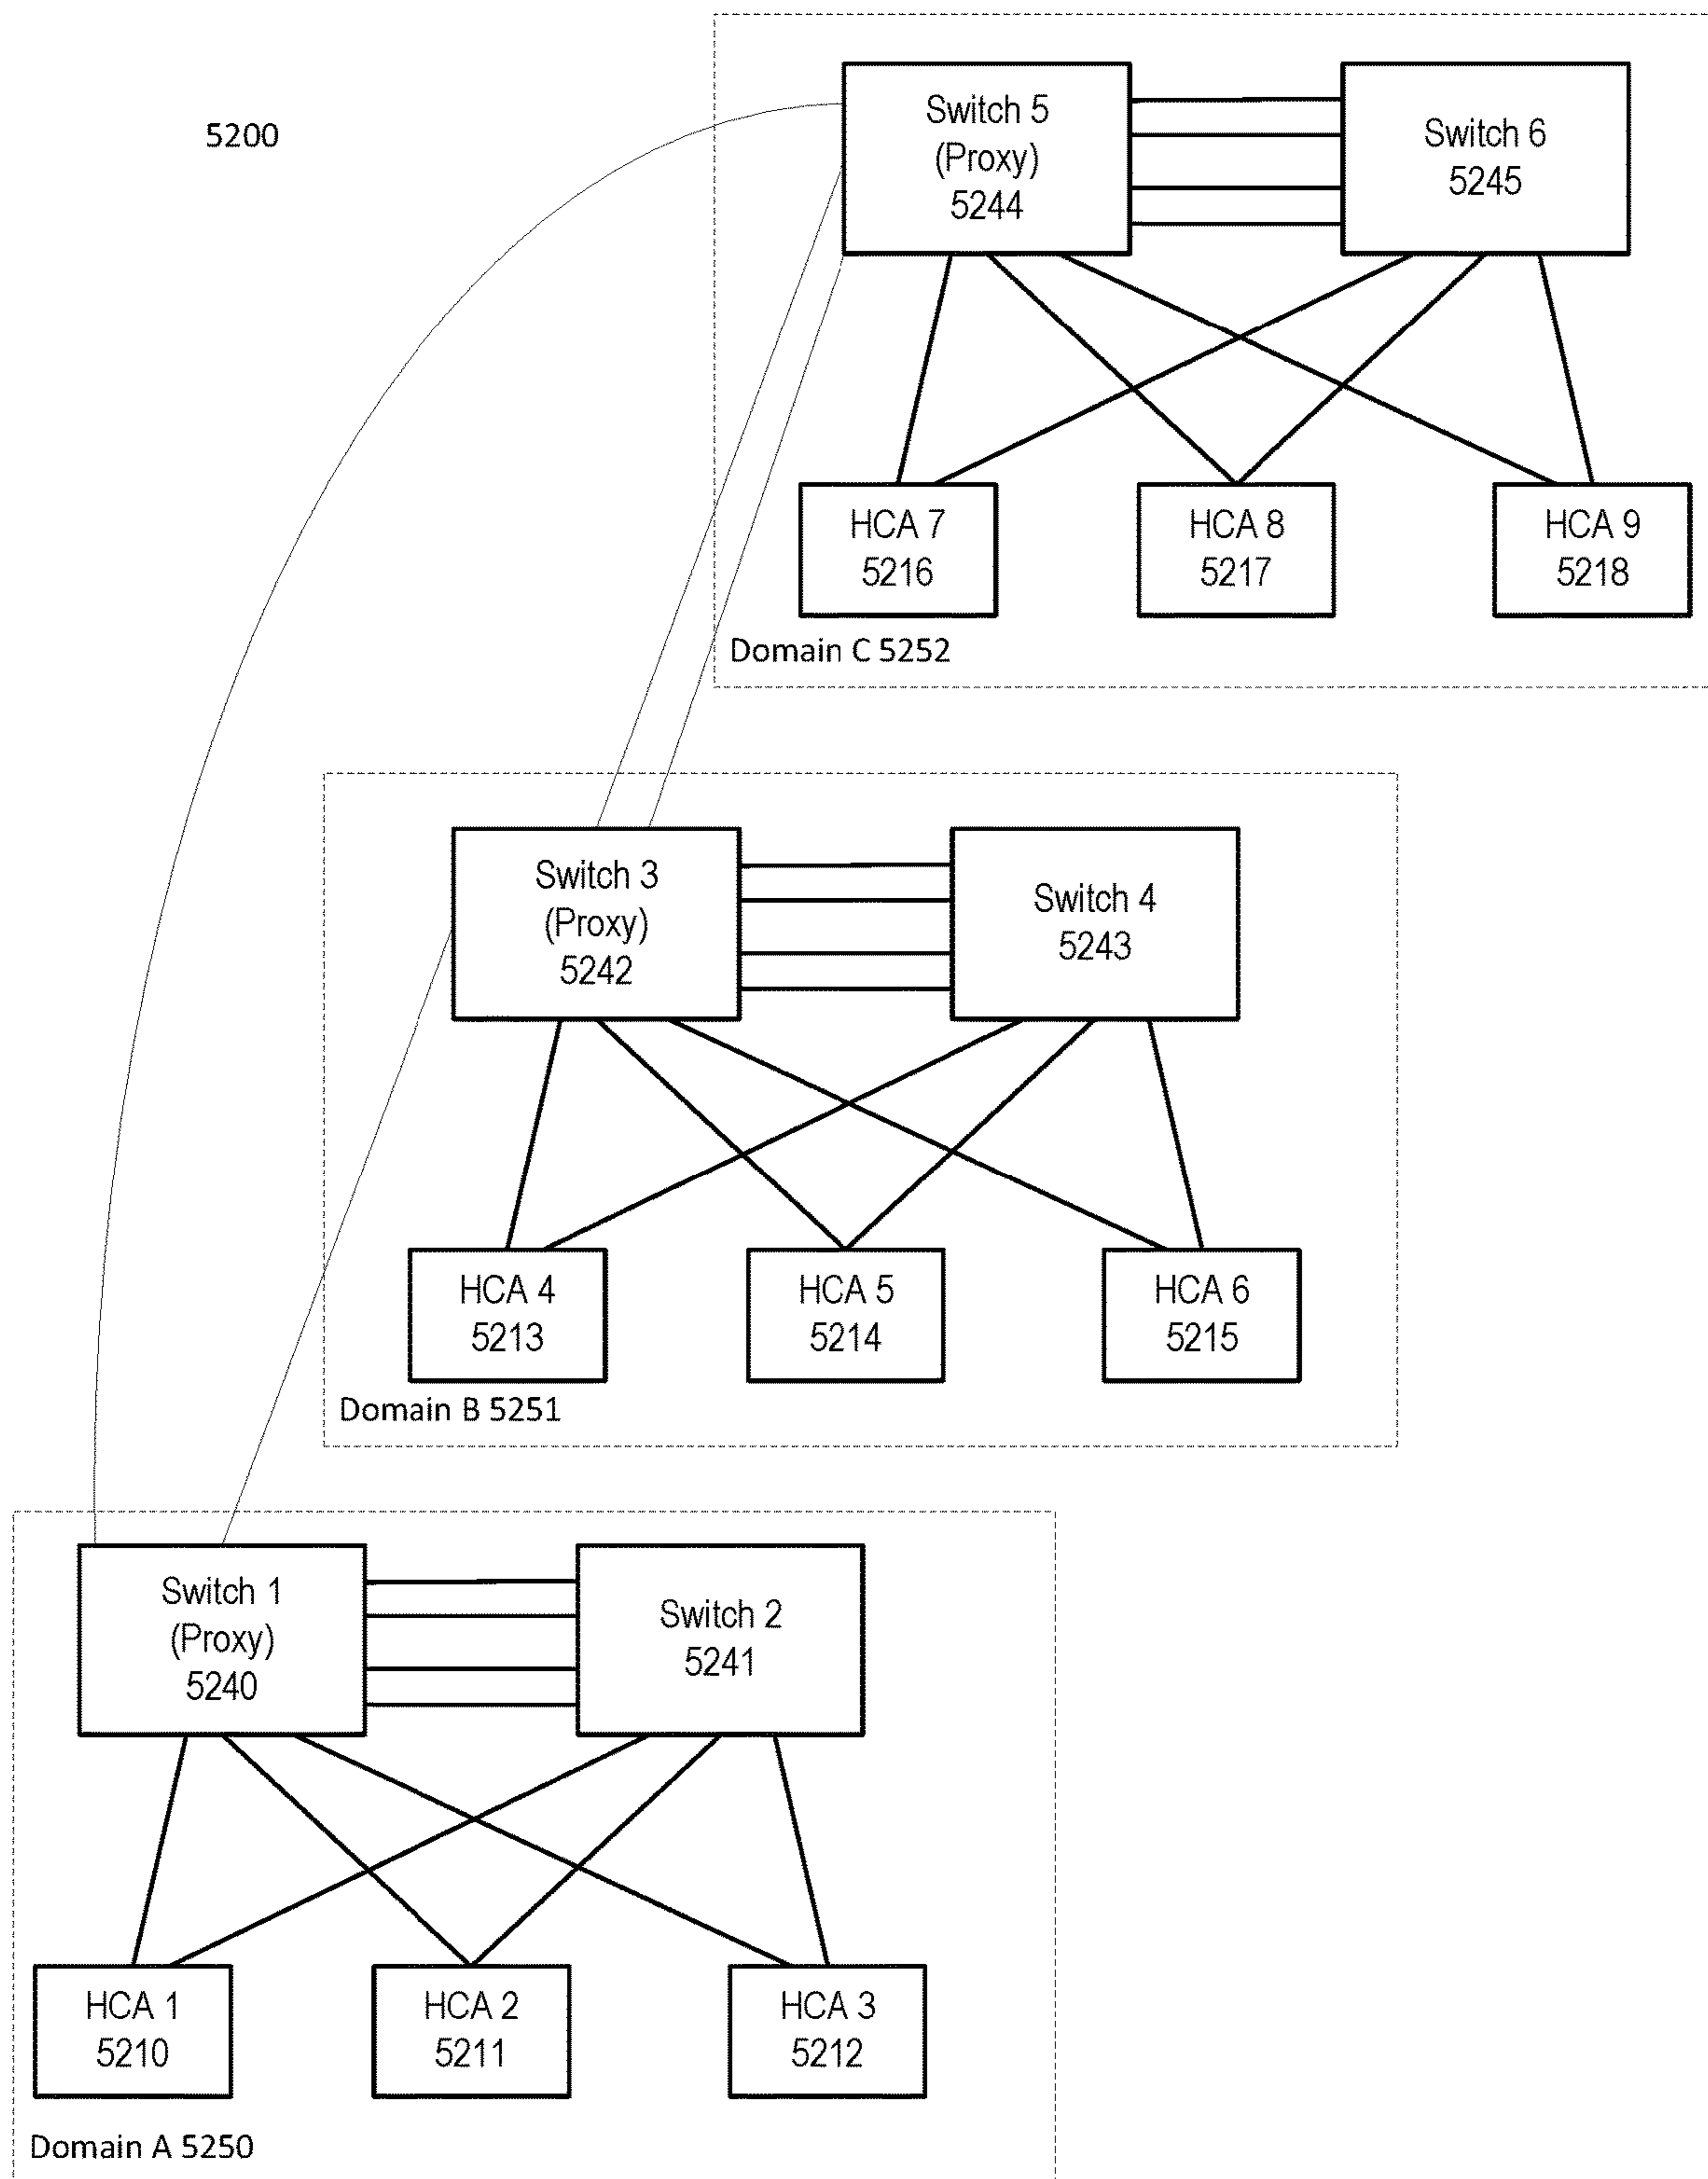 5200
Switch 5
(Proxy)
5244
Switch 6
5245
HCA 7
5216
HCA 8
5217
HCA 9
5218
Domain C 5252
Switch 3
(Proxy)
5242
Switch 4
5243
HCA 4
5213
HCA 5
5214
HCA 6
5215
Domain B 5251
Switch 1
(Proxy)
5240
Switch 2
5241
HCA 1
5210
HCA 2
5211
HCA 3
5212
Domain A 5250